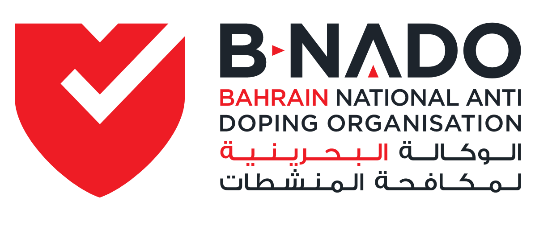 B-NADO
BAHRAIN NATIONAL ANTI
DOPING ORGANISATION
الوكالة البحرينية
لمكافحة المنشطات